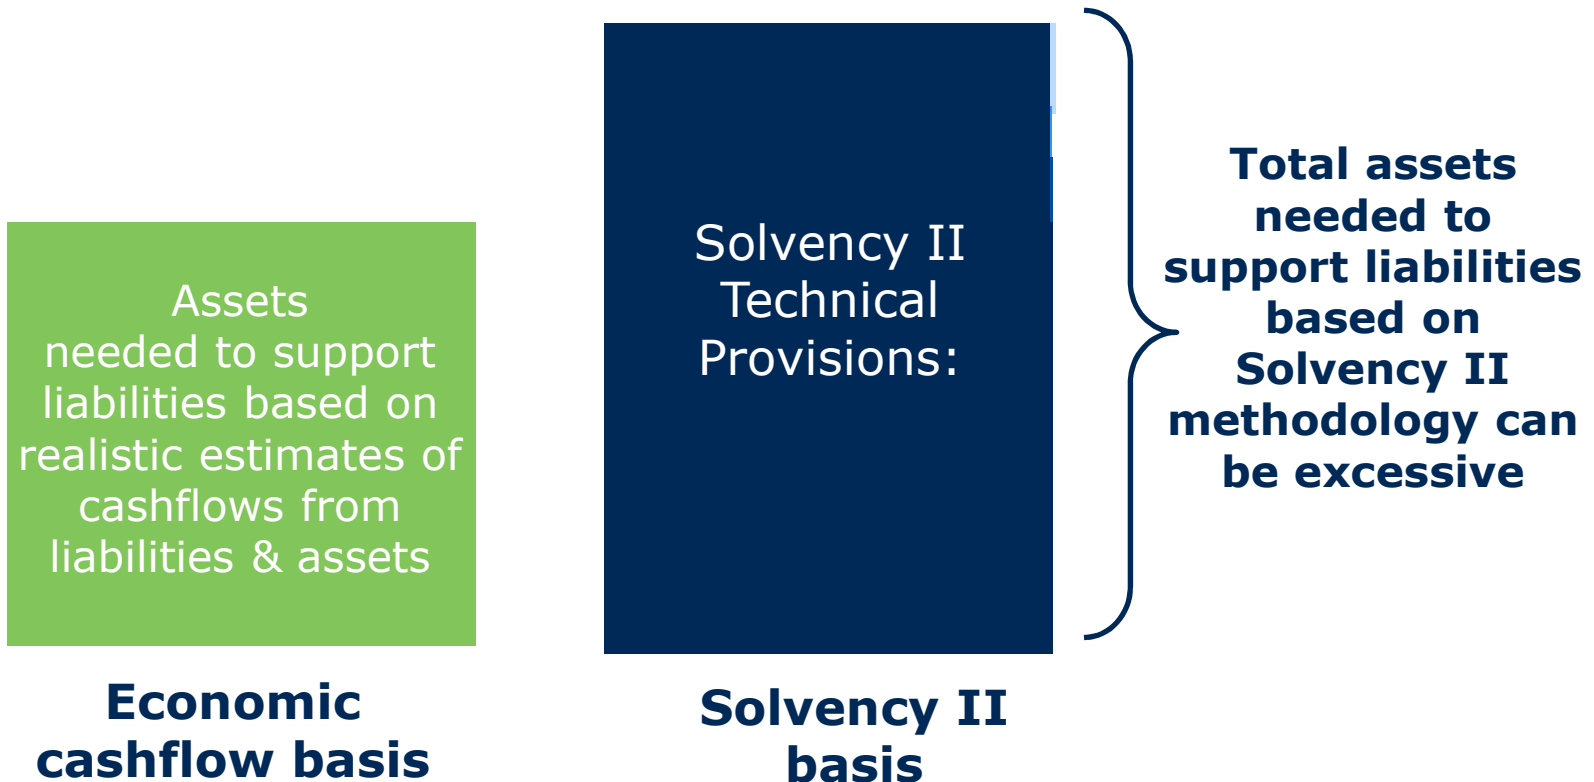 Assets
needed to support
liabilities based on
realistic estimates of
cashflows from
liabilities & assets
Economic
cashflow basis
Solvency II
Technical
Provisions:
Solvency II
basis
Total assets
needed to
support liabilities
based on
Solvency II
methodology can
be excessive